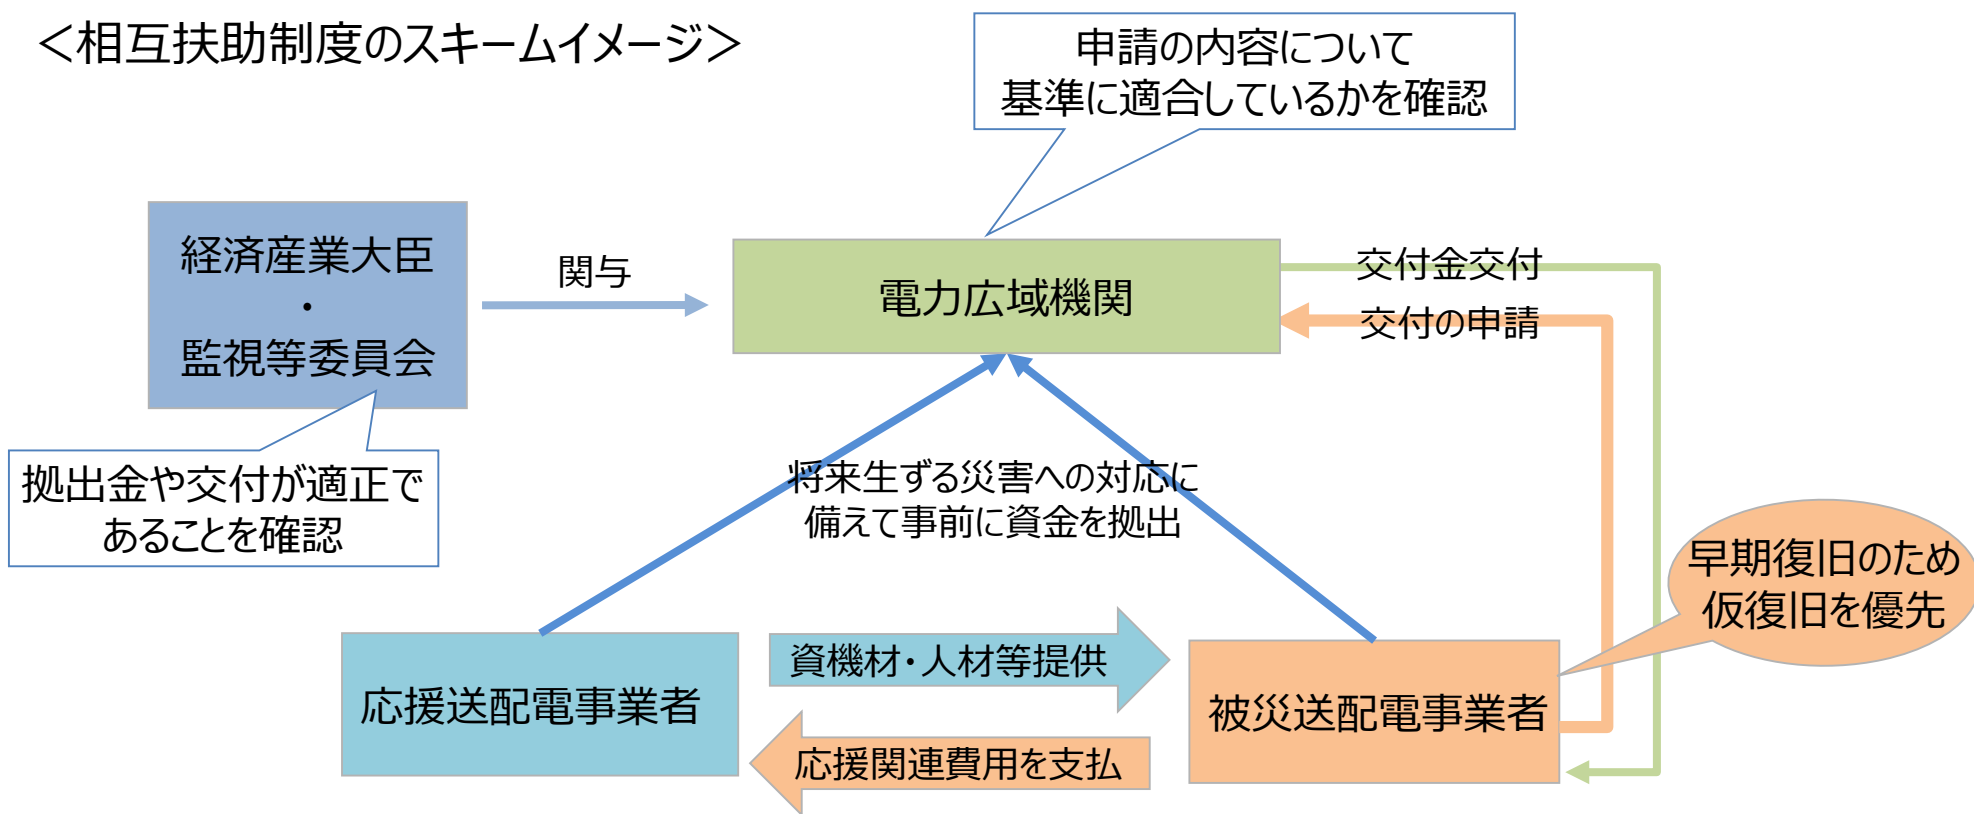 ＜相互扶助制度のスキームイメージ＞
申請の内容について
基準に適合しているかを確認
経済産業大臣
・
監視等委員会
関与
電力広域機関
交付金交付
交付の申請
拠出金や交付が適正で
あることを確認
将来生ずる災害への対応に
備えて事前に資金を拠出
早期復旧のため
仮復旧を優先
応援送配電事業者
資機材・人材等提供
応援関連費用を支払
被災送配電事業者